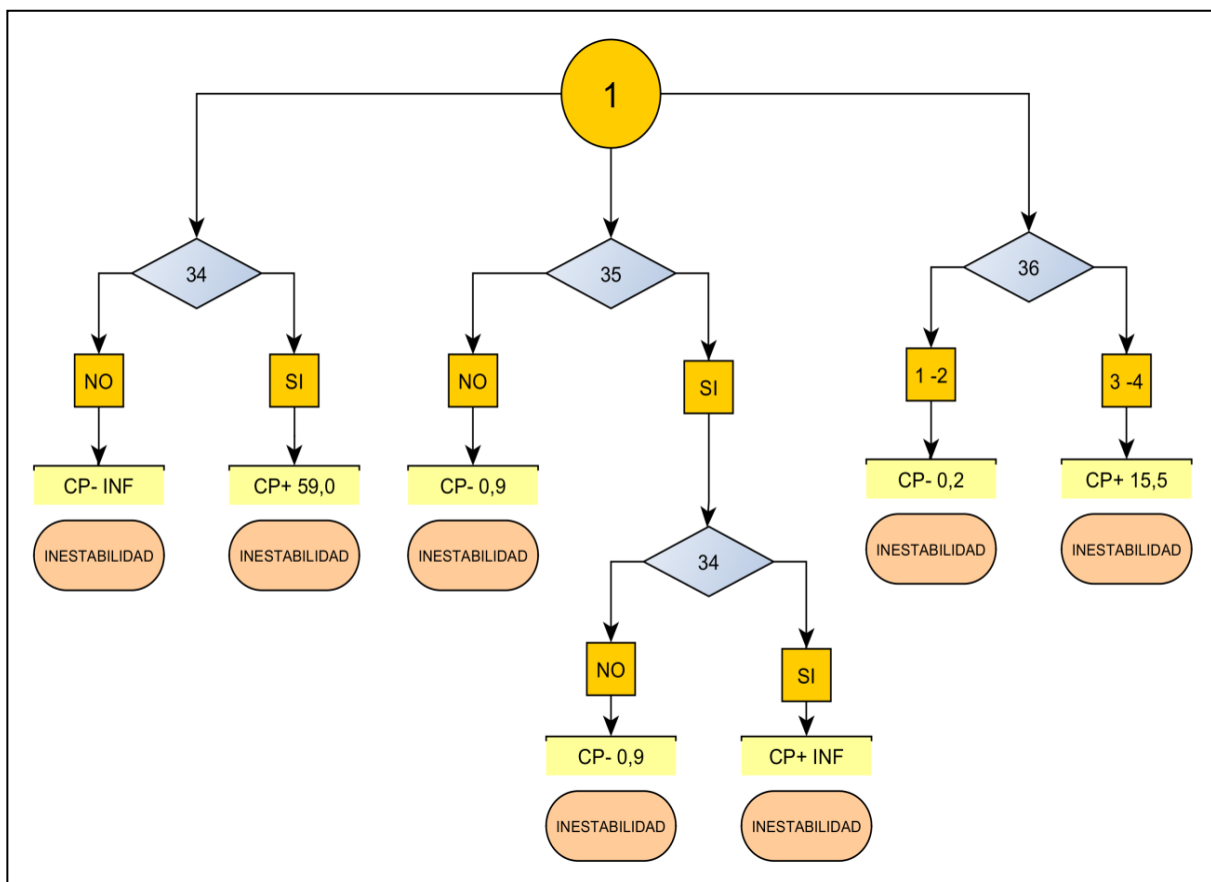 1
34
35
36
NO
SI
NO
SI
1 -2
3 -4
CP- INF
CP+ 59,0
CP- 0,9
CP- 0,2
CP+ 15,5
INESTABILIDAD
INESTABILIDAD
INESTABILIDAD
INESTABILIDAD
INESTABILIDAD
34
NO
SI
CP- 0,9
CP+ INF
INESTABILIDAD
INESTABILIDAD